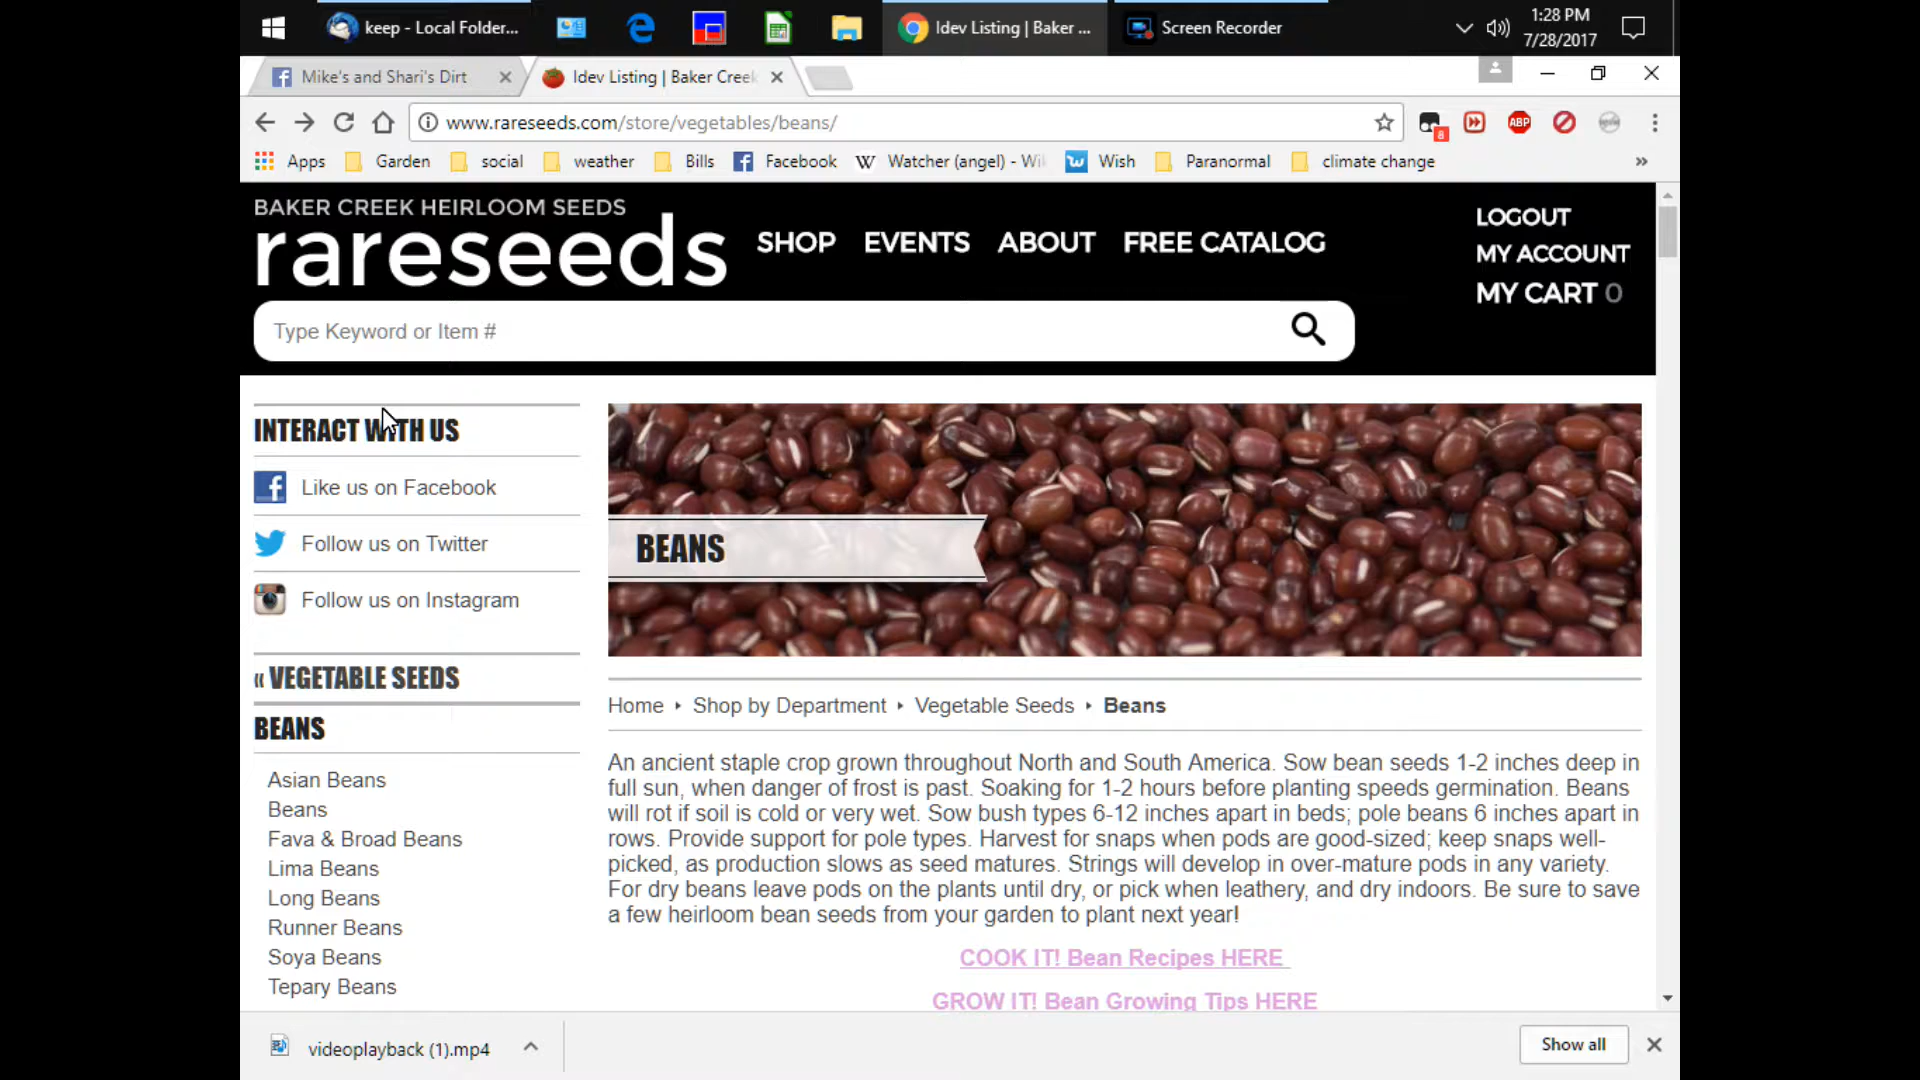 keep - Local Folder...
Idev Listing | Baker ...
Screen Recorder
1:28 PM
7/28/2017
Mike's and Shari's Dirt
Idev Listing | Baker Creek
www.rareseeds.com/store/vegetables/beans/
8
ABP
Apps
Garden
social
weather
Bills
Facebook
W Watcher (angel) - Wi
Wish
Paranormal
climate change
»
BAKER CREEK HEIRLOOM SEEDS
rareseeds
SHOP EVENTS ABOUT FREE CATALOG
LOGOUT
MY ACCOUNT
MY CART 0
Type Keyword or Item #
INTERACT WITH US
Like us on Facebook
Follow us on Twitter
Follow us on Instagram
« VEGETABLE SEEDS
BEANS
Asian Beans
Beans
Fava & Broad Beans
Lima Beans
Long Beans
Runner Beans
Soya Beans
Tepary Beans
BEANS
Home ‣ Shop by Department ‣ Vegetable Seeds ‣ Beans
An ancient staple crop grown throughout North and South America. Sow bean seeds 1-2 inches deep in
full sun, when danger of frost is past. Soaking for 1-2 hours before planting speeds germination. Beans
will rot if soil is cold or very wet. Sow bush types 6-12 inches apart in beds; pole beans 6 inches apart in
rows. Provide support for pole types. Harvest for snaps when pods are good-sized; keep snaps well-
picked, as production slows as seed matures. Strings will develop in over-mature pods in any variety.
For dry beans leave pods on the plants until dry, or pick when leathery, and dry indoors. Be sure to save
a few heirloom bean seeds from your garden to plant next year!
COOK IT! Bean Recipes HERE
GROW IT! Bean Growing Tips HERE
videoplayback (1).mp4
Show all